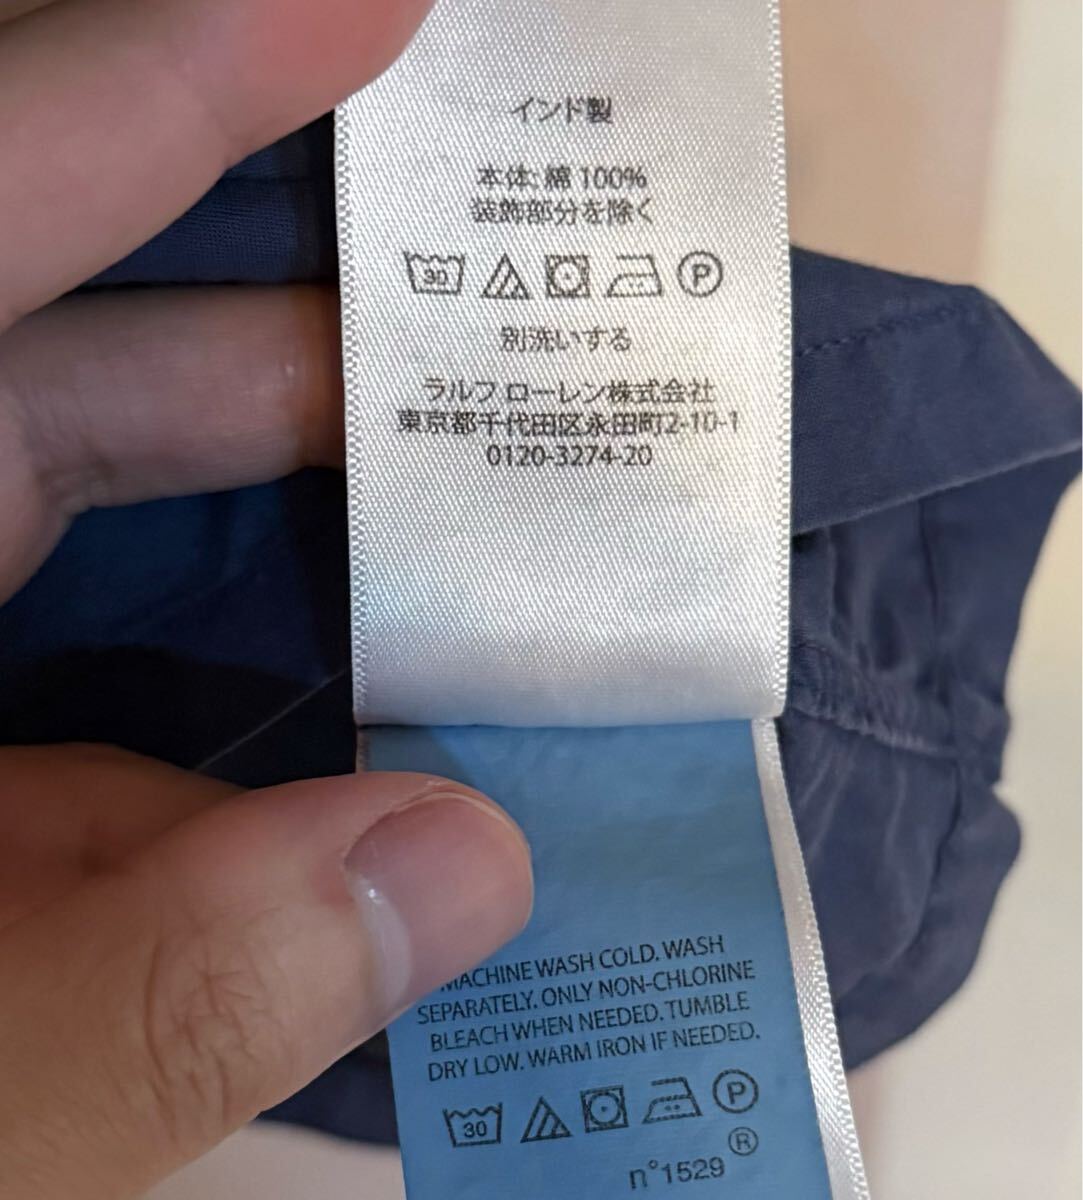 インド製
本体: 綿 100%
装飾部分を除く
30 P
別洗いする
ラルフ ローレン株式会社
東京都千代田区永田町2-10-1
0120-3274-20
MACHINE WASH COLD. WASH
SEPARATELY. ONLY NON-CHLORINE
BLEACH WHEN NEEDED. TUMBLE
DRY LOW. WARM IRON IF NEEDED.
30 P
®
n°1529